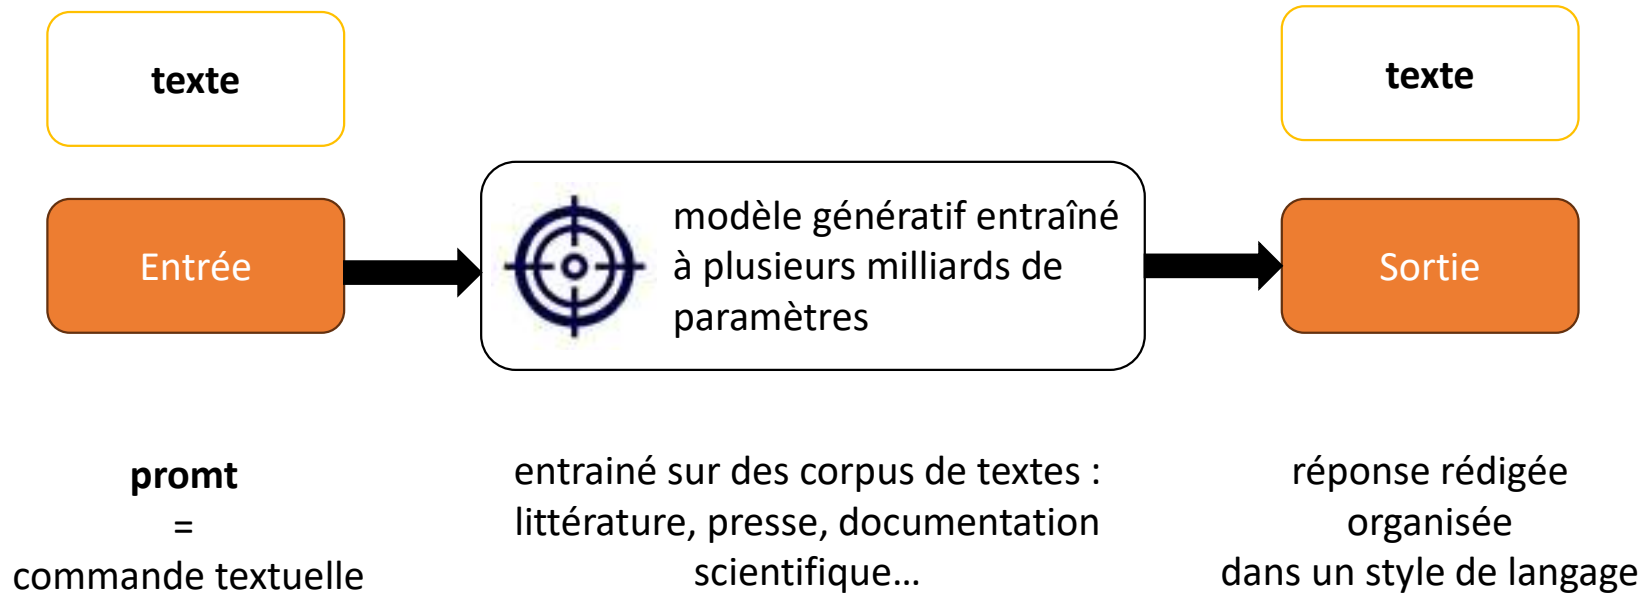 texte
texte
Entrée
modèle génératif entraîné
à plusieurs milliards de
paramètres
Sortie
promt
=
commande textuelle
entrainé sur des corpus de textes :
littérature, presse, documentation
scientifique...
réponse rédigée
organisée
dans un style de langage